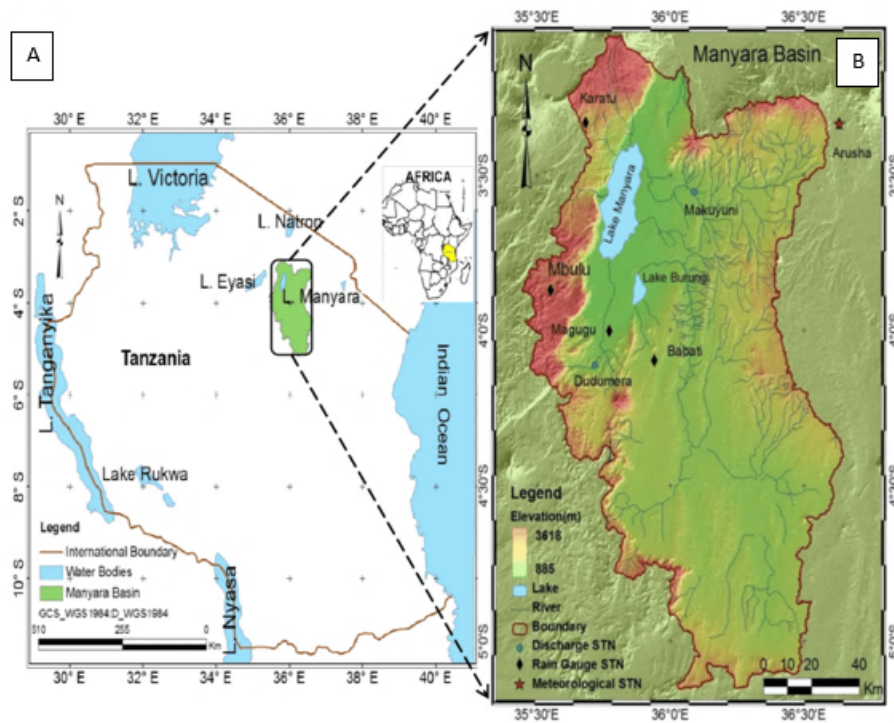 A
N
30°E
32°E
34°E
36°E
38°E
40°E
AFRICA
L. Victoria
L. Natron
L. Eyasi
L. Manyara
Tanzania
L. Tanganyika
Lake Rukwa
L. Nyasa
Indian Ocean
2°S
4°S
6°S
8°S
10°S
Legend
International Boundary
Water Bodies
Manyara Basin
GCS_WGS1984:D_WGS1984
510
255
0
Km
30°E
32°E
34°E
36°E
38°E
40°E
35°30'E
36°0'E
36°30'E
Manyara Basin
B
N
Karatu
Arusha
Lake Manyara
Makuyuni
Mbulu
Lake Burungi
Magugu
Babati
Dudumera
3°30'S
4°0'S
4°30'S
5°0'S
Legend
Elevation(m)
3618
885
Lake
River
Boundary
Discharge STN
Rain Gauge STN
Meteorological STN
0 10 20 40
Km
35°30'E
36°0'E
36°30'E